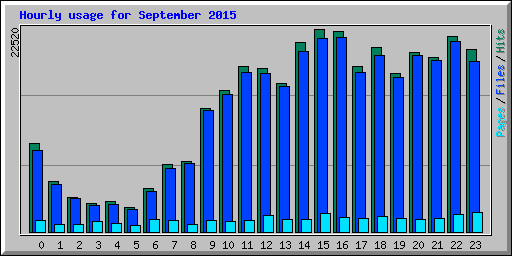 Hourly usage for September 2015
22520
Pages/Files/Hits
0 1 2 3 4 5 6 7 8 9 10 11 12 13 14 15 16 17 18 19 20 21 22 23